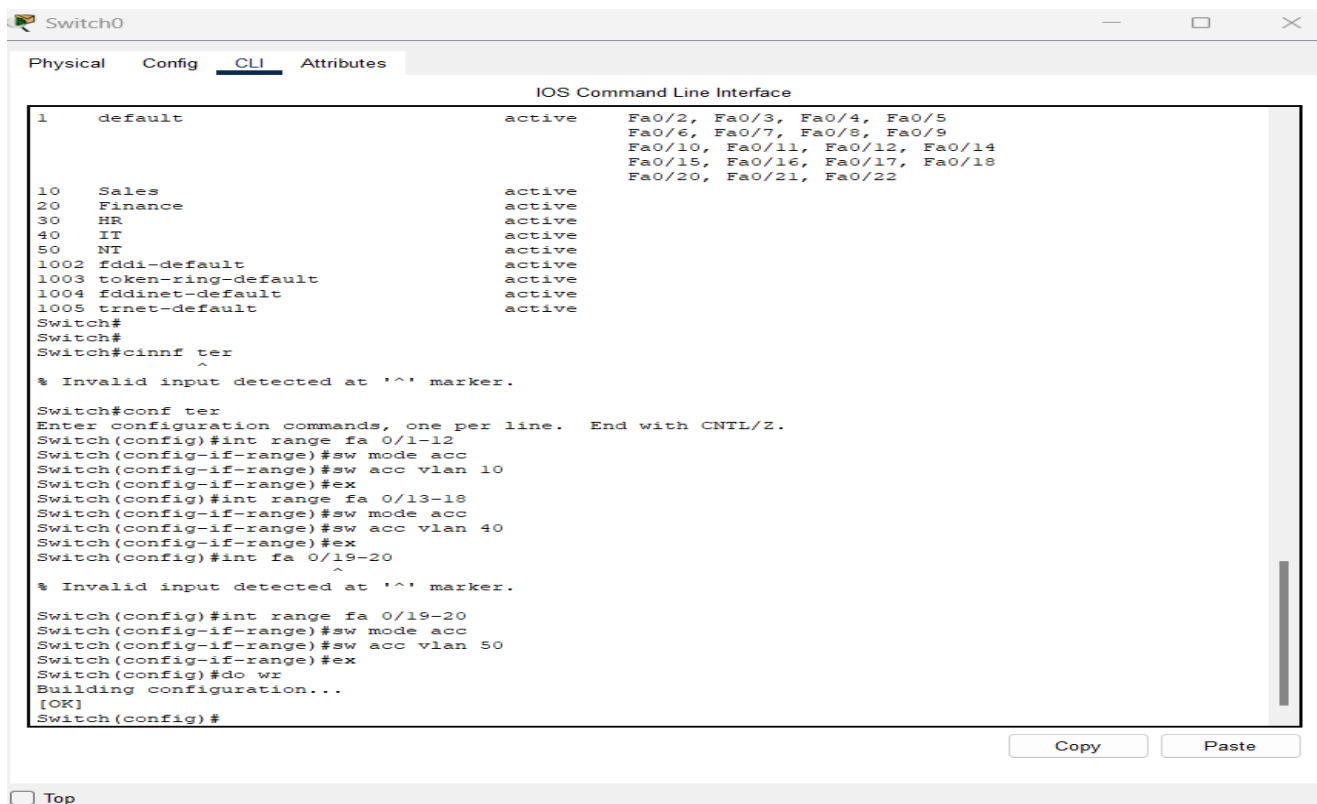 Switch0
Physical Config CLI Attributes
IOS Command Line Interface
1    default                          active    Fa0/2, Fa0/3, Fa0/4, Fa0/5
                                                Fa0/6, Fa0/7, Fa0/8, Fa0/9
                                                Fa0/10, Fa0/11, Fa0/12, Fa0/14
                                                Fa0/15, Fa0/16, Fa0/17, Fa0/18
                                                Fa0/20, Fa0/21, Fa0/22
10   Sales                            active
20   Finance                          active
30   HR                               active
40   IT                               active
50   NT                               active
1002 fddi-default                     active
1003 token-ring-default               active
1004 fddinet-default                  active
1005 trnet-default                    active
Switch#
Switch#
Switch#cinnf ter
            ^
% Invalid input detected at '^' marker.
Switch#conf ter
Enter configuration commands, one per line.  End with CNTL/Z.
Switch(config)#int range fa 0/1-12
Switch(config-if-range)#sw mode acc
Switch(config-if-range)#sw acc vlan 10
Switch(config-if-range)#ex
Switch(config)#int range fa 0/13-18
Switch(config-if-range)#sw mode acc
Switch(config-if-range)#sw acc vlan 40
Switch(config-if-range)#ex
Switch(config)#int fa 0/19-20
                       ^
% Invalid input detected at '^' marker.
Switch(config)#int range fa 0/19-20
Switch(config-if-range)#sw mode acc
Switch(config-if-range)#sw acc vlan 50
Switch(config-if-range)#ex
Switch(config)#do wr
Building configuration...
[OK]
Switch(config)#
Copy Paste
Top